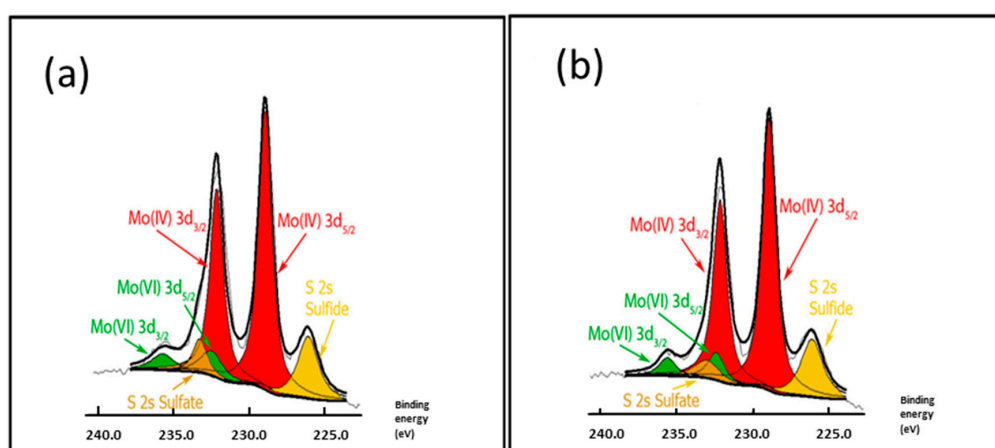 (a)
Mo(IV) 3d3/2
Mo(IV) 3d5/2
Mo(VI) 3d5/2
S 2s
Sulfide
Mo(VI) 3d3/2
S 2s Sulfate
240.0 235.0 230.0 225.0
Binding
energy
(eV)
(b)
Mo(IV) 3d3/2
Mo(IV) 3d5/2
Mo(VI) 3d5/2
S 2s
Sulfide
Mo(VI) 3d3/2
S 2s Sulfate
240.0 235.0 230.0 225.0
Binding
energy
(eV)